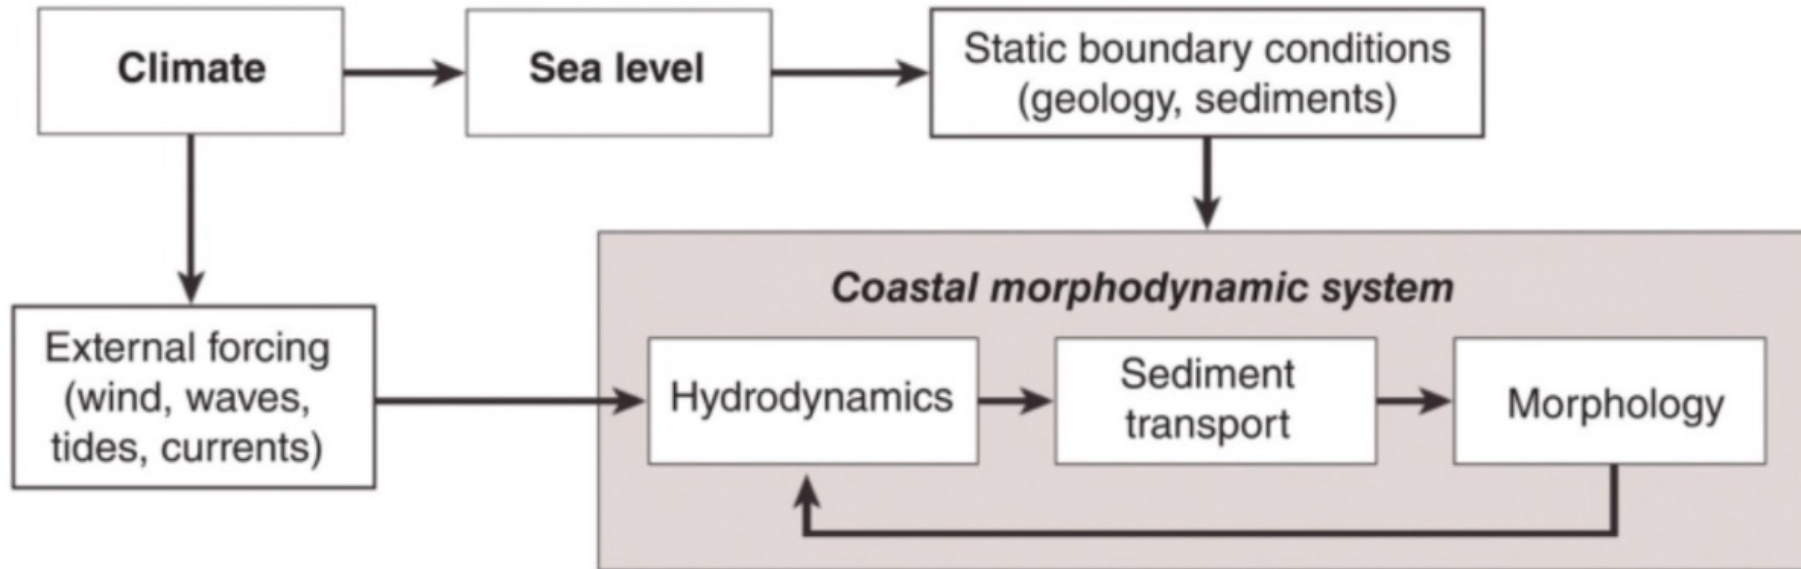 Climate
Sea level
Static boundary conditions
(geology, sediments)
Coastal morphodynamic system
External forcing
(wind, waves,
tides, currents)
Hydrodynamics
Sediment
transport
Morphology